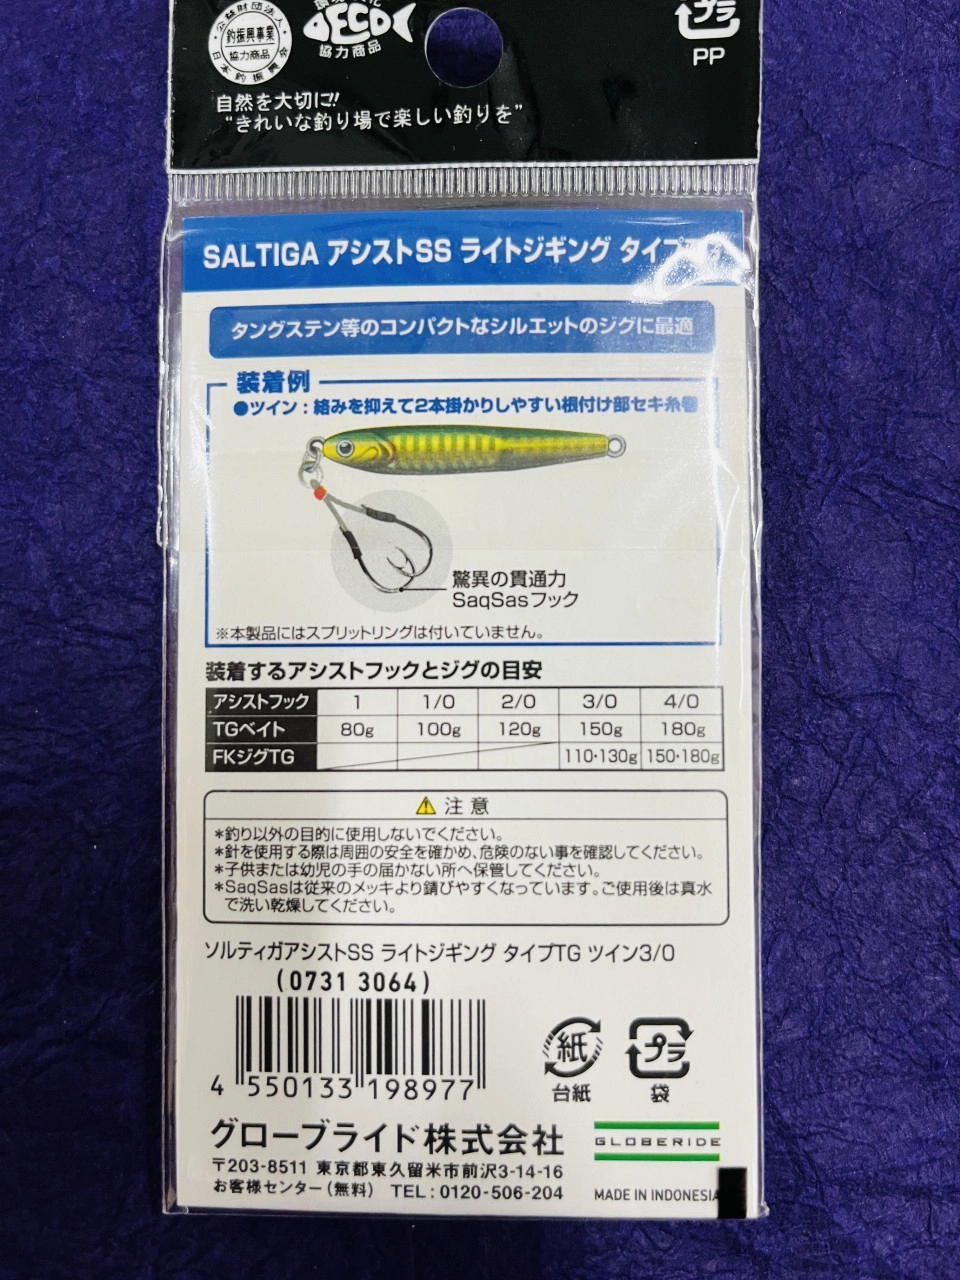 公益財団法人
釣振興事業
協力商品
日本釣振興会
ECO
協力商品
プラ
PP
自然を大切に!!
“きれいな釣り場で楽しい釣りを”
SALTIGA アシストSS ライトジギング タイプ
タングステン等のコンパクトなシルエットのジグに最適
装着例
●ツイン：絡みを抑えて2本掛かりしやすい根付け部セキ糸巻
驚異の貫通力
SaqSasフック
※本製品にはスプリットリングは付いていません。
装着するアシストフックとジグの目安
アシストフック 1 1/0 2/0 3/0 4/0
TGベイト 80g 100g 120g 150g 180g
FKジグTG 110・130g 150・180g
注意
*釣り以外の目的に使用しないでください。
*針を使用する際は周囲の安全を確かめ、危険のない事を確認してください。
*子供または幼児の手の届かない所へ保管してください。
*SaqSasは従来のメッキより錆びやすくなっています。ご使用後は真水
で洗い乾燥してください。
ソルティガアシストSS ライトジギング タイプTG ツイン3/0
(0731 3064)
4 550133 198977
紙
台紙
プラ
袋
グローブライド株式会社
GLOBERIDE
〒203-8511 東京都東久留米市前沢3-14-16
お客様センター（無料） TEL：0120-506-204
MADE IN INDONESIA